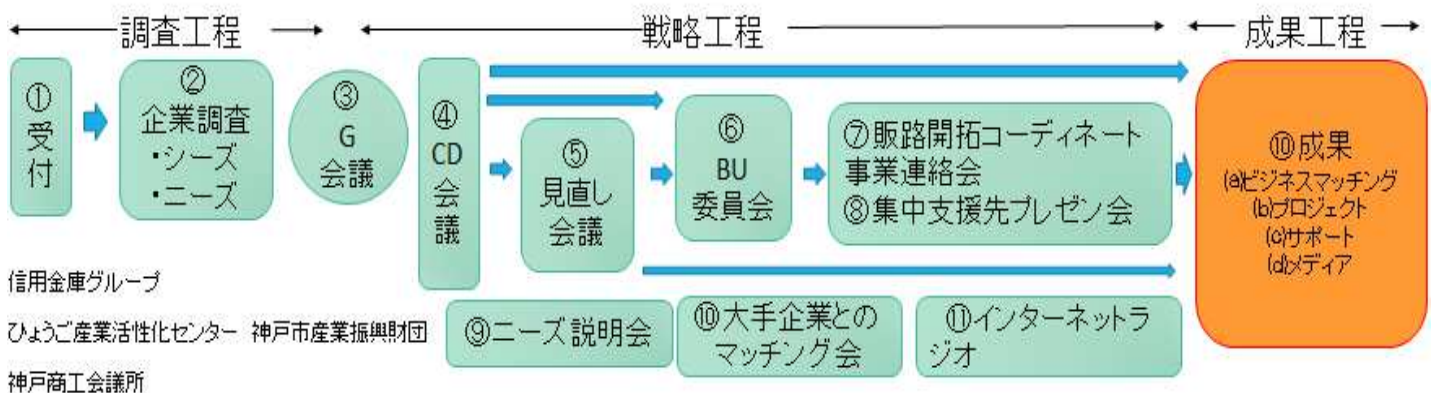 調査工程
戦略工程
成果工程
①
受
付
②
企業調査
・シーズ
・ニーズ
③
G
会議
④
CD
会
議
⑤
見直し
会議
⑥
BU
委員会
⑦販路開拓コーディネート
事業連絡会
⑧集中支援先プレゼン会
⑩成果
(a)ビジネスマッチング
(b)プロジェクト
(c)サポート
(d)メディア
信用金庫グループ
ひょうご産業活性化センター 神戸市産業振興財団
神戸商工会議所
⑨ニーズ説明会
⑩大手企業との
マッチング会
⑪インターネットラ
ジオ